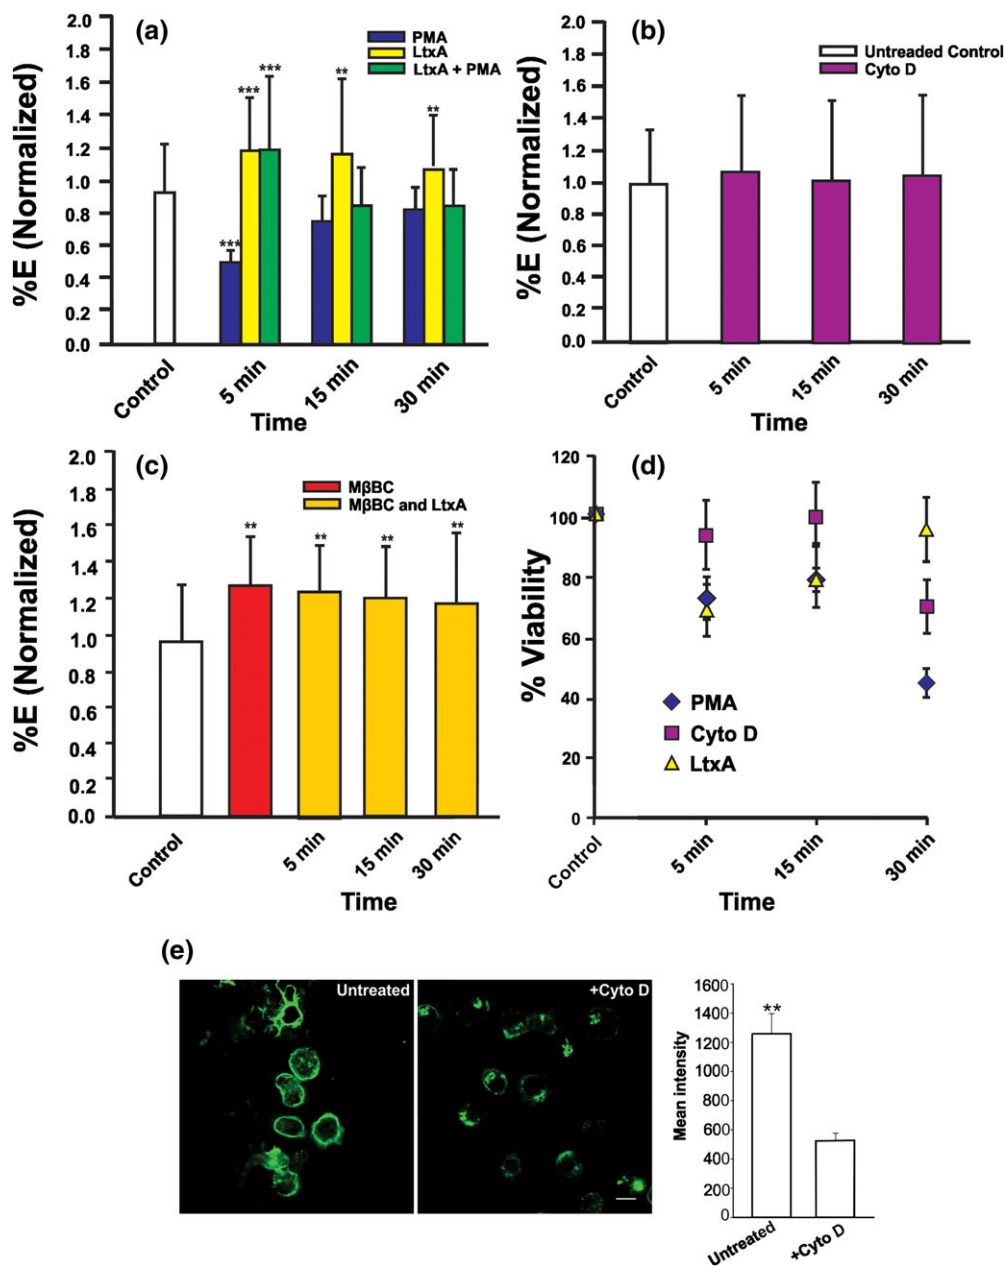 (a)
PMA
LtxA
LtxA + PMA
%E (Normalized)
2.0
1.8
1.6
1.4
1.2
1.0
0.8
0.6
0.4
0.2
0.0
***
***
***
**
**
Control
5 min
15 min
30 min
Time
(b)
Untreaded Control
Cyto D
%E (Normalized)
2.0
1.8
1.6
1.4
1.2
1.0
0.8
0.6
0.4
0.2
0.0
Control
5 min
15 min
30 min
Time
(c)
MβBC
MβBC and LtxA
%E (Normalized)
2.0
1.8
1.6
1.4
1.2
1.0
0.8
0.6
0.4
0.2
0.0
**
**
**
**
Control
5 min
15 min
30 min
Time
(d)
% Viability
120
100
80
60
40
20
0
PMA
Cyto D
LtxA
Control
5 min
15 min
30 min
Time
(e)
Untreated
+Cyto D
Mean intensity
1600
1400
1200
1000
800
600
400
200
0
**
Untreated
+Cyto D